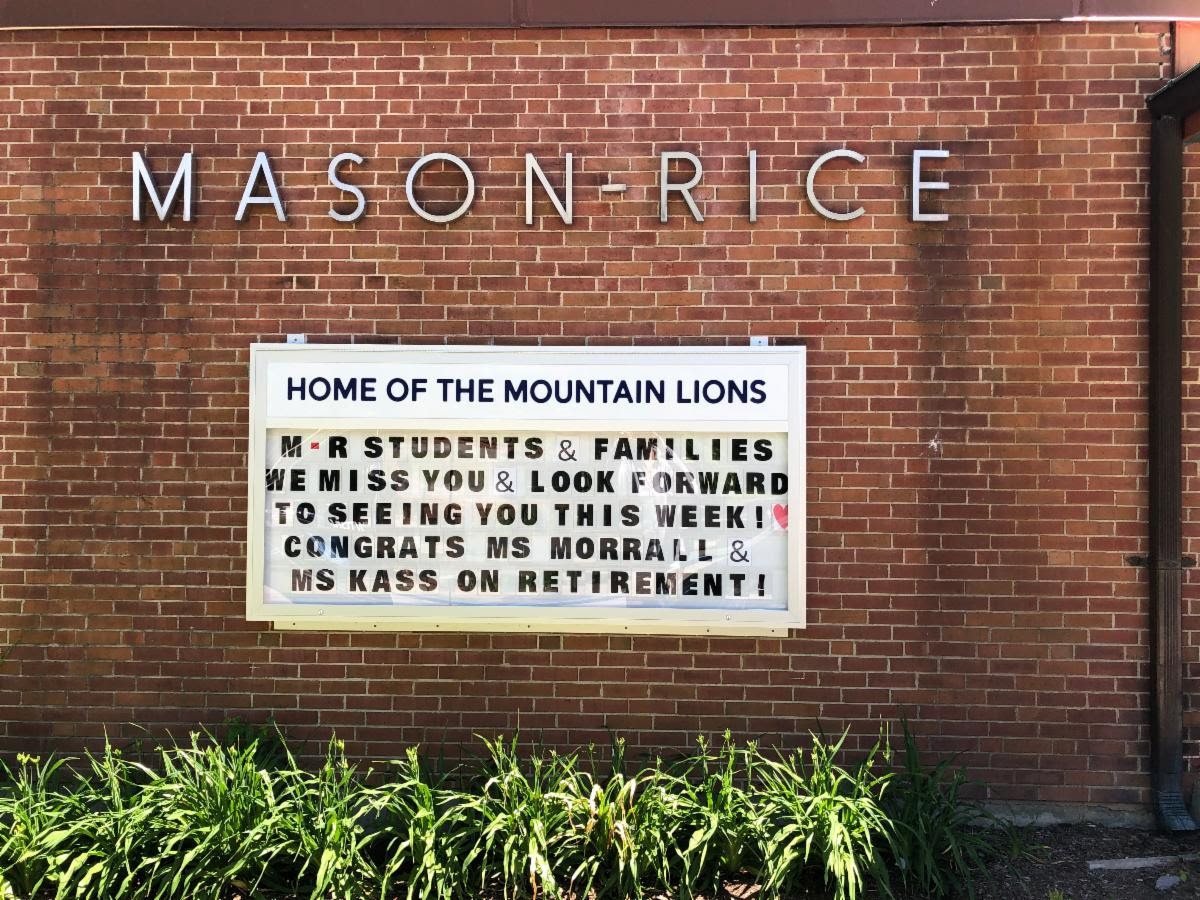 MASON-RICE
HOME OF THE MOUNTAIN LIONS
M-R STUDENTS & FAMILIES
WE MISS YOU & LOOK FORWARD
TO SEEING YOU THIS WEEK!♥
CONGRATS MS MORRALL &
MS KASS ON RETIREMENT!